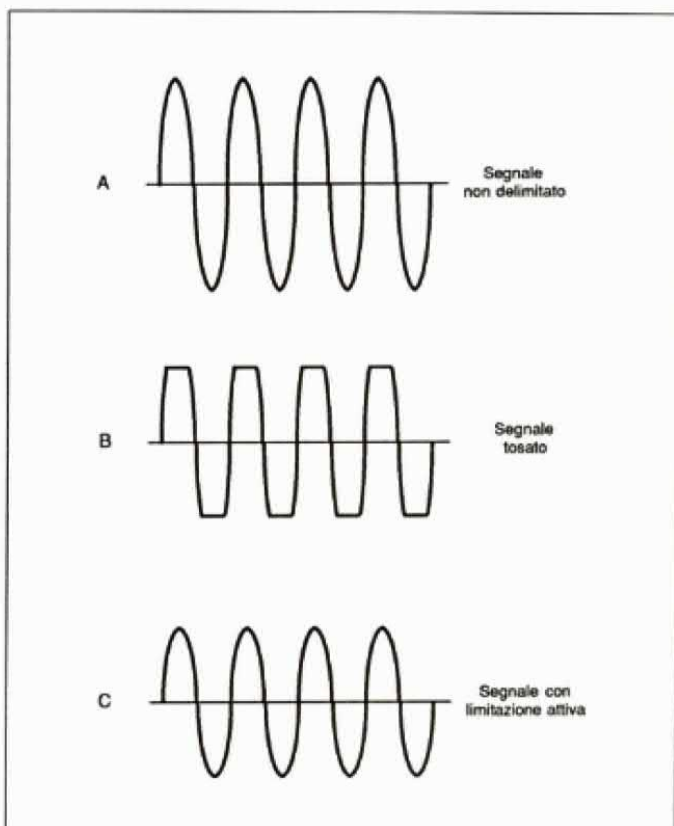 A
Segnale
non delimitato
B
Segnale
tosato
C
Segnale con
limitazione attiva